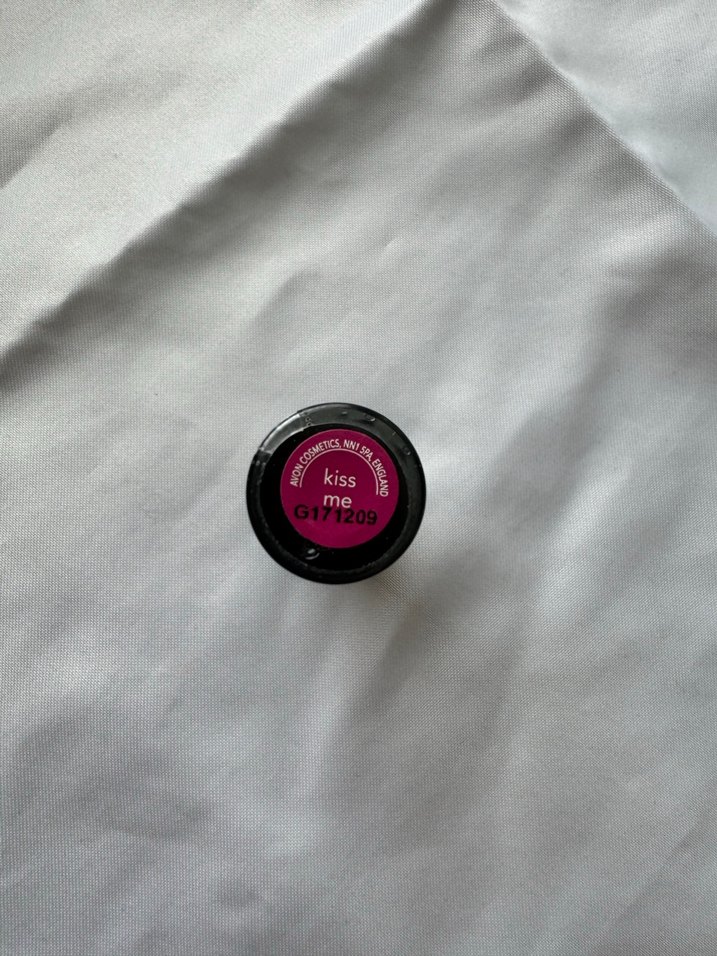 AVON COSMETICS, NN1 5PA, ENGLAND
kiss
me
G171209